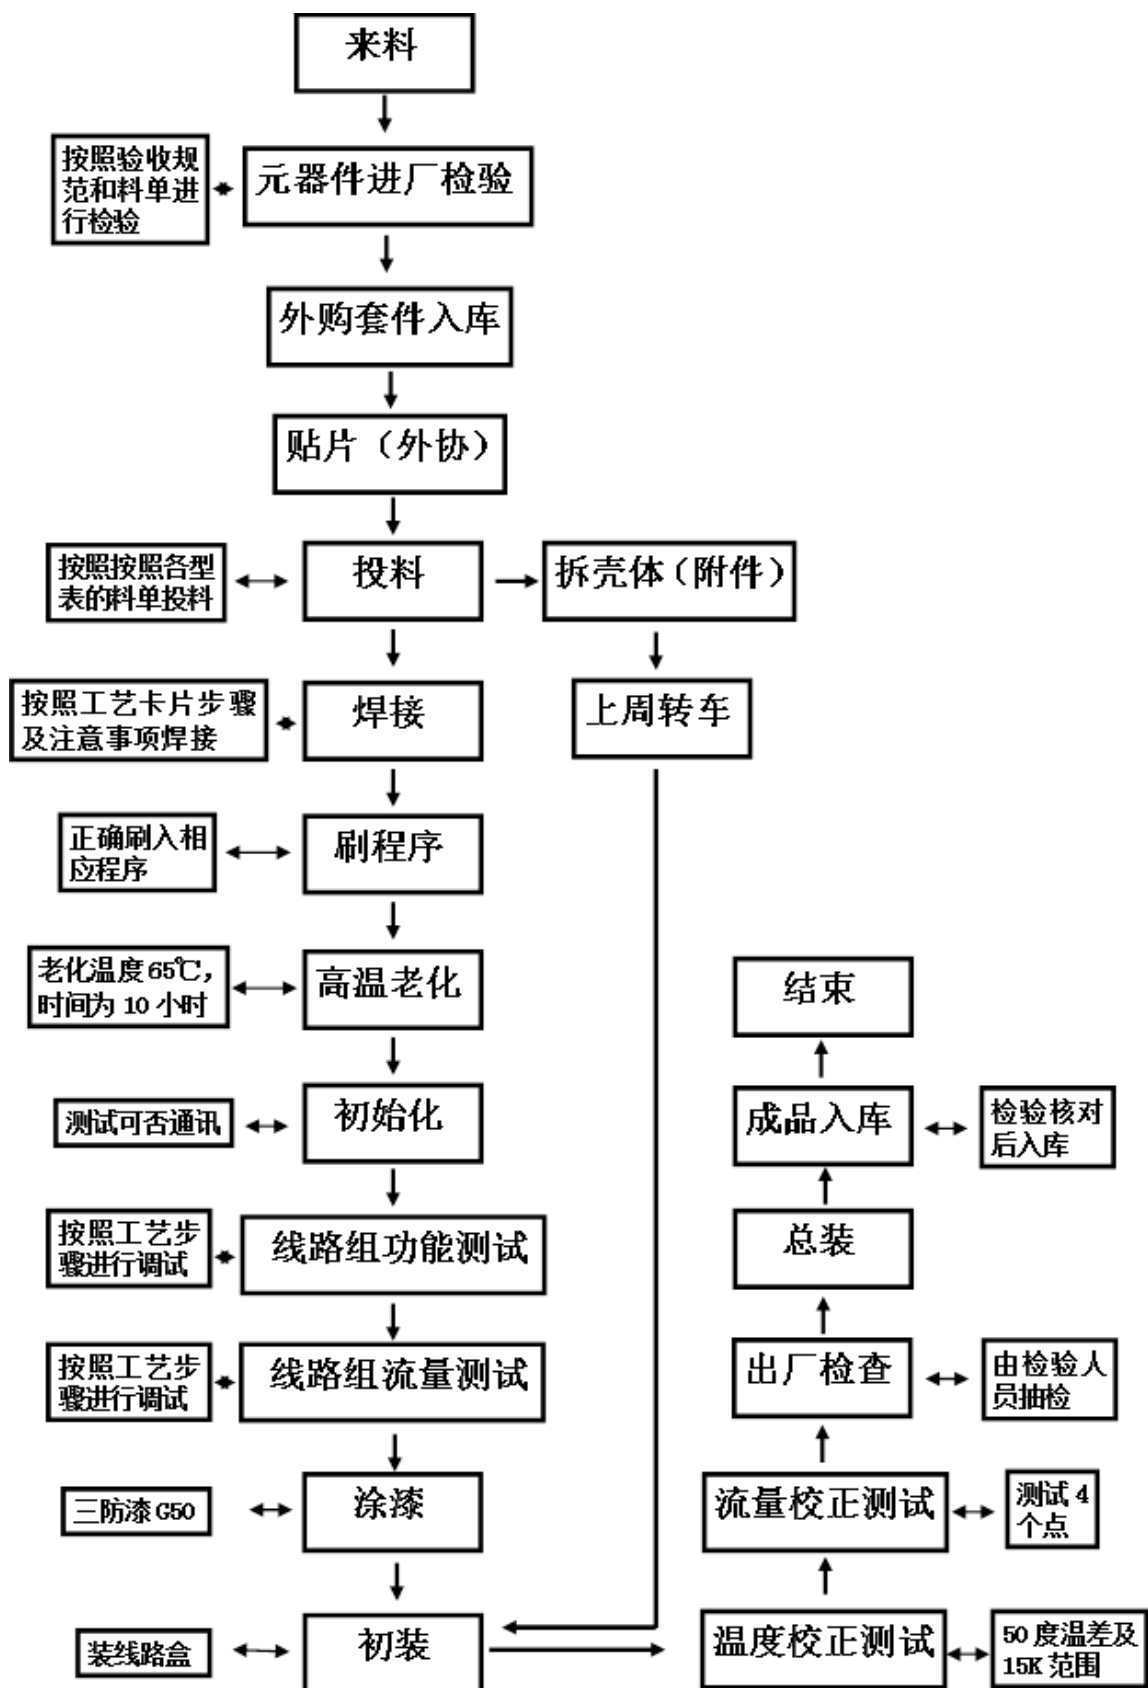 来料
按照验收规
范和料单进
行检验
元器件进厂检验
外购套件入库
贴片（外协）
按照按照各型
表的料单投料
投料
拆壳体（附件）
按照工艺卡片步骤
及注意事项焊接
焊接
上周转车
正确刷入相
应程序
刷程序
老化温度65℃，
时间为 10 小时
高温老化
测试可否通讯
初始化
按照工艺步
骤进行调试
线路组功能测试
按照工艺步
骤进行调试
线路组流量测试
三防漆 G50
涂漆
装线路盒
初装
结束
成品入库
检验核对
后入库
总装
出厂检查
由检验人
员抽检
流量校正测试
测试 4
个点
温度校正测试
50 度温差及
15K 范围